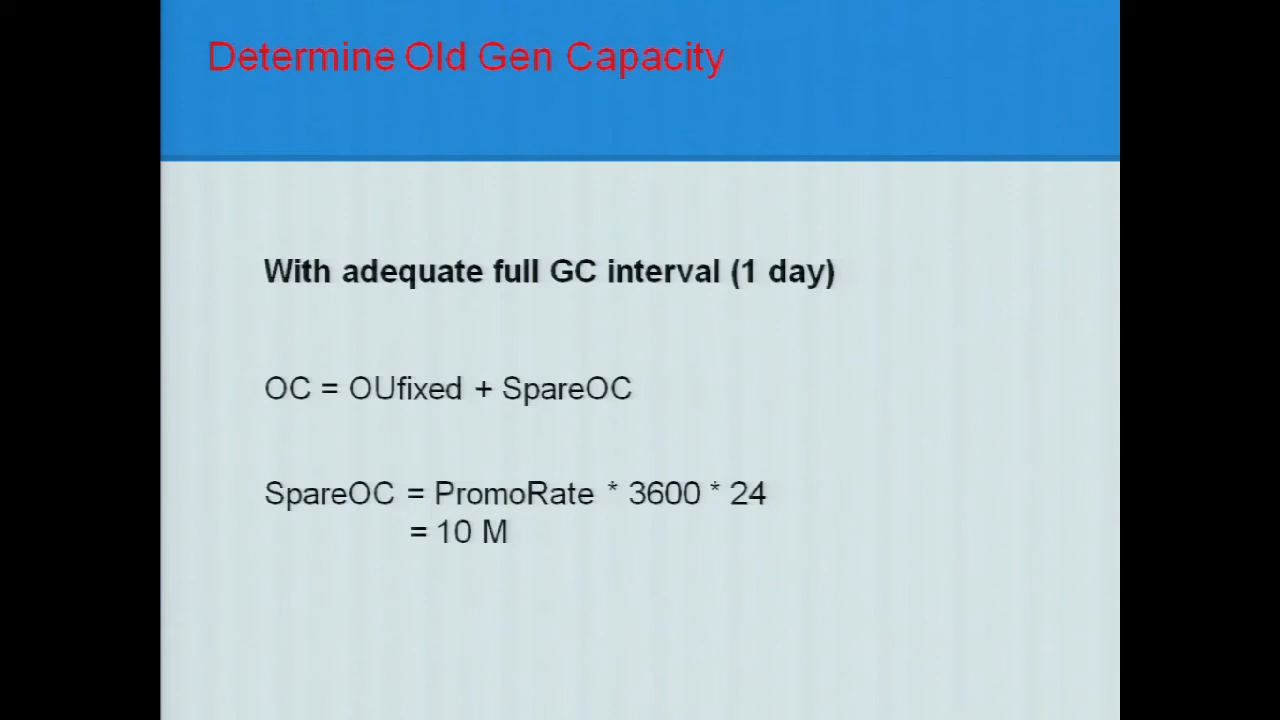 Determine Old Gen Capacity
With adequate full GC interval (1 day)
OC = OUfixed + SpareOC
SpareOC = PromoRate * 3600 * 24
= 10 M